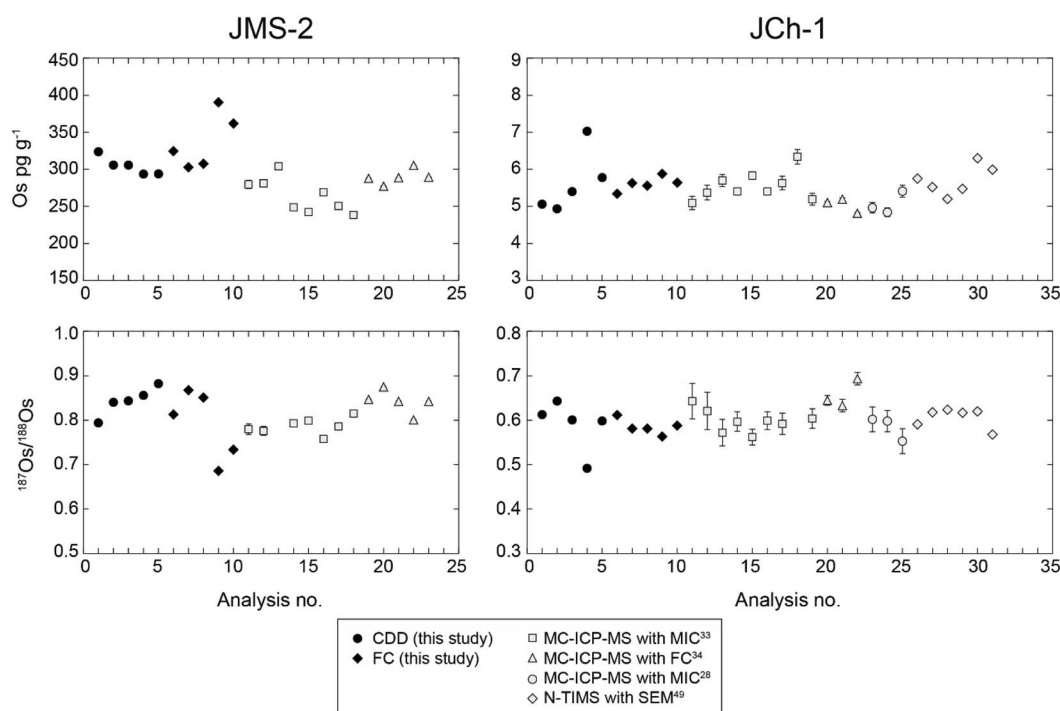 JMS-2
JCh-1
Os pg g⁻¹
450
400
350
300
250
200
150
0 5 10 15 20 25
9
8
7
6
5
4
3
0 5 10 15 20 25 30 35
¹⁸⁷Os/¹⁸⁸Os
1.0
0.9
0.8
0.7
0.6
0.5
0 5 10 15 20 25
Analysis no.
0.8
0.7
0.6
0.5
0.4
0.3
0 5 10 15 20 25 30 35
Analysis no.
CDD (this study)
FC (this study)
MC-ICP-MS with MIC³³
MC-ICP-MS with FC³⁴
MC-ICP-MS with MIC²⁸
N-TIMS with SEM⁴⁹